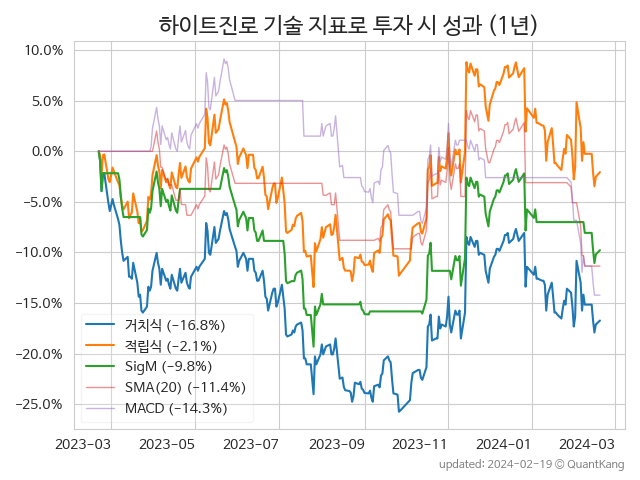 하이트진로 기술 지표로 투자 시 성과 (1년)
10.0%
5.0%
0.0%
−5.0%
−10.0%
−15.0%
−20.0%
−25.0%
거치식 (−16.8%)
적립식 (−2.1%)
SigM (−9.8%)
SMA(20) (−11.4%)
MACD (−14.3%)
2023-03 2023-05 2023-07 2023-09 2023-11 2024-01 2024-03
updated: 2024-02-19 © QuantKang